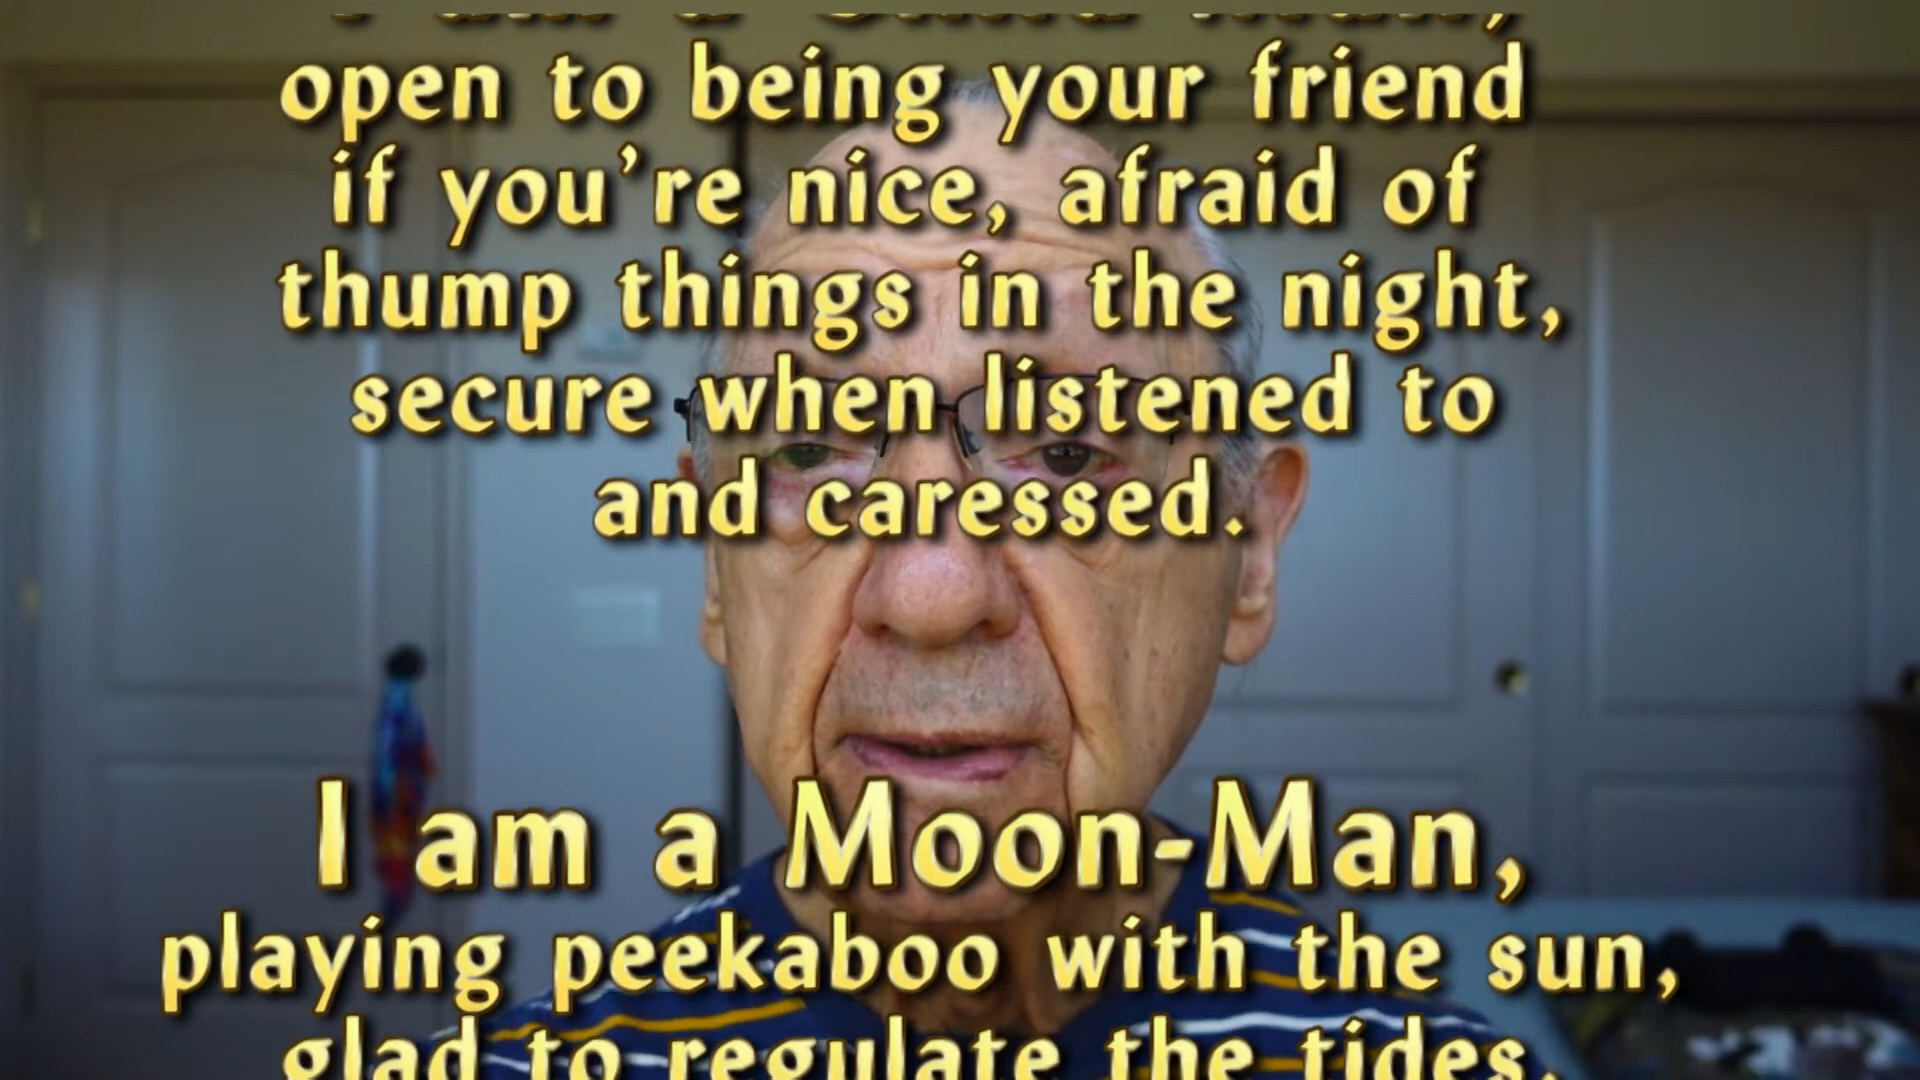 open to being your friend
if you're nice, afraid of
thump things in the night,
secure when listened to
and caressed.
I am a Moon-Man,
playing peekaboo with the sun,
glad to regulate the tides,